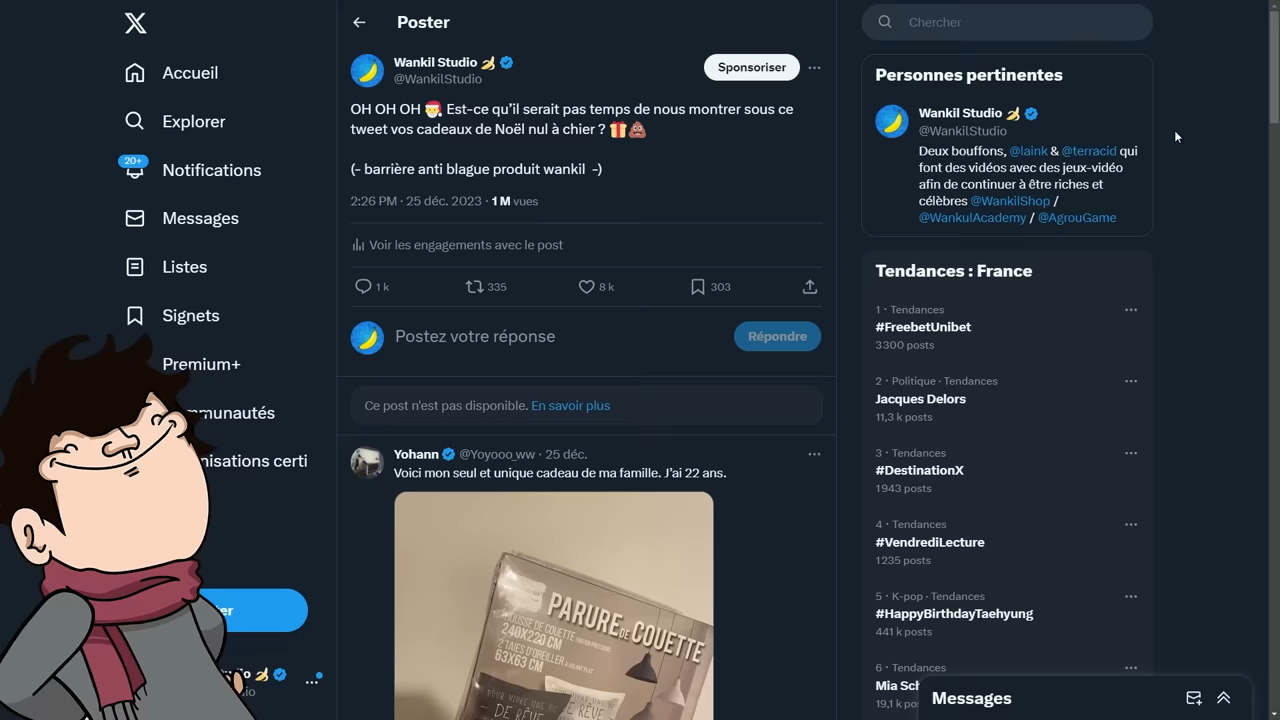 Accueil
Explorer
20+
Notifications
Messages
Listes
Signets
Premium+
Poster
Wankil Studio
@WankilStudio
Sponsoriser
OH OH OH 🎅 Est-ce qu’il serait pas temps de nous montrer sous ce
tweet vos cadeaux de Noël nul à chier ? 🎁💩
(- barrière anti blague produit wankil -)
2:26 PM · 25 déc. 2023 · 1 M vues
Voir les engagements avec le post
1 k 335 8 k 303
Postez votre réponse
Répondre
Ce post n'est pas disponible. En savoir plus
Yohann @Yoyooo_ww · 25 déc.
Voici mon seul et unique cadeau de ma famille. J’ai 22 ans.
PARURE DE COUETTE
HOUSSE DE COUETTE
240X220 CM
2 TAIES D'OREILLER
63X63 CM
Chercher
Personnes pertinentes
Wankil Studio
@WankilStudio
Deux bouffons, @laink & @terracid qui
font des vidéos avec des jeux-vidéo
afin de continuer à être riches et
célèbres @WankilShop /
@WankulAcademy / @AgrouGame
Tendances : France
1 · Tendances
#FreebetUnibet
3300 posts
2 · Politique · Tendances
Jacques Delors
11,3 k posts
3 · Tendances
#DestinationX
1943 posts
4 · Tendances
#VendrediLecture
1235 posts
5 · K-pop · Tendances
#HappyBirthdayTaehyung
441 k posts
6 · Tendances
Mia
19,1 k
Messages